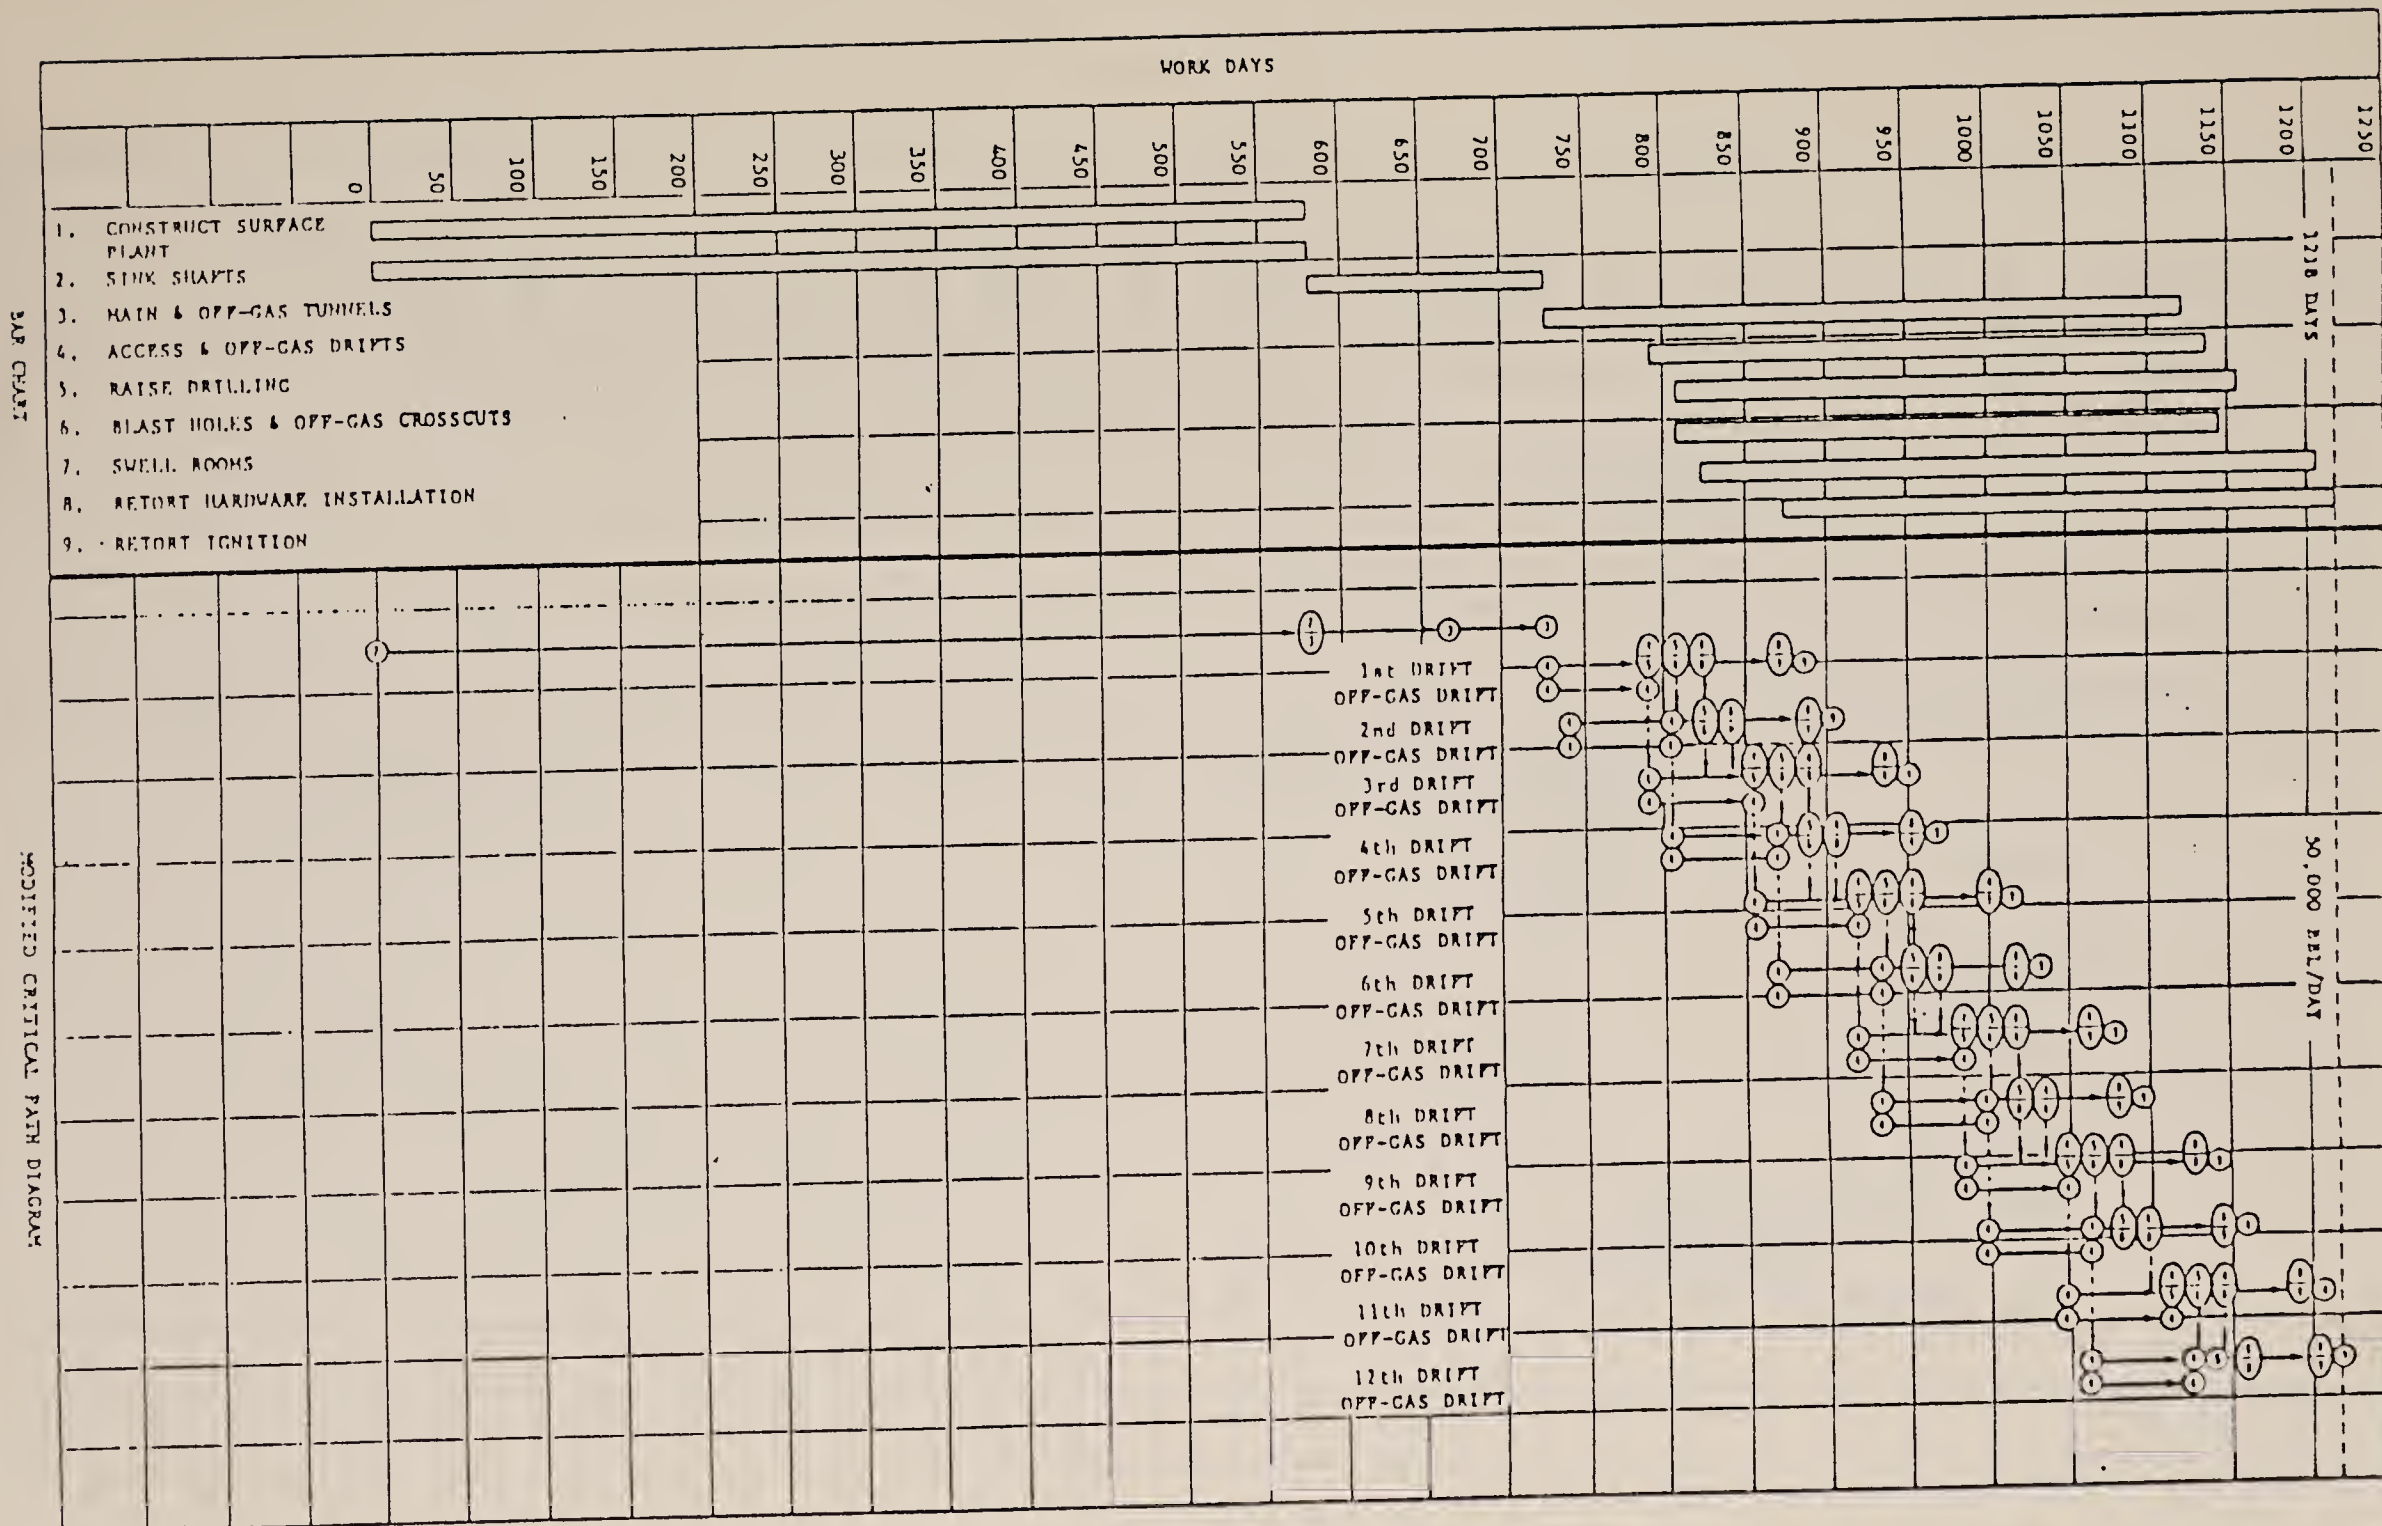 WORK DAYS
0 50 100 150 200 250 300 350 400 450 500 550 600 650 700 750 800 850 900 950 1000 1050 1100 1150 1200 1250
1. CONSTRUCT SURFACE
PLANT
2. SINK SHAFTS
3. MAIN & OFF-GAS TUNNELS
4. ACCESS & OFF-GAS DRIFTS
5. RAISE DRILLING
6. BLAST HOLES & OFF-GAS CROSSCUTS
7. SWELL ROOMS
8. RETORT HARDWARE INSTALLATION
9. RETORT IGNITION
BAR CHART
1218 DAYS
50,000 BBL/DAY
MODIFIED CRITICAL PATH DIAGRAM
1st DRIFT
OFF-GAS DRIFT
2nd DRIFT
OFF-GAS DRIFT
3rd DRIFT
OFF-GAS DRIFT
4th DRIFT
OFF-GAS DRIFT
5th DRIFT
OFF-GAS DRIFT
6th DRIFT
OFF-GAS DRIFT
7th DRIFT
OFF-GAS DRIFT
8th DRIFT
OFF-GAS DRIFT
9th DRIFT
OFF-GAS DRIFT
10th DRIFT
OFF-GAS DRIFT
11th DRIFT
OFF-GAS DRIFT
12th DRIFT
OFF-GAS DRIFT